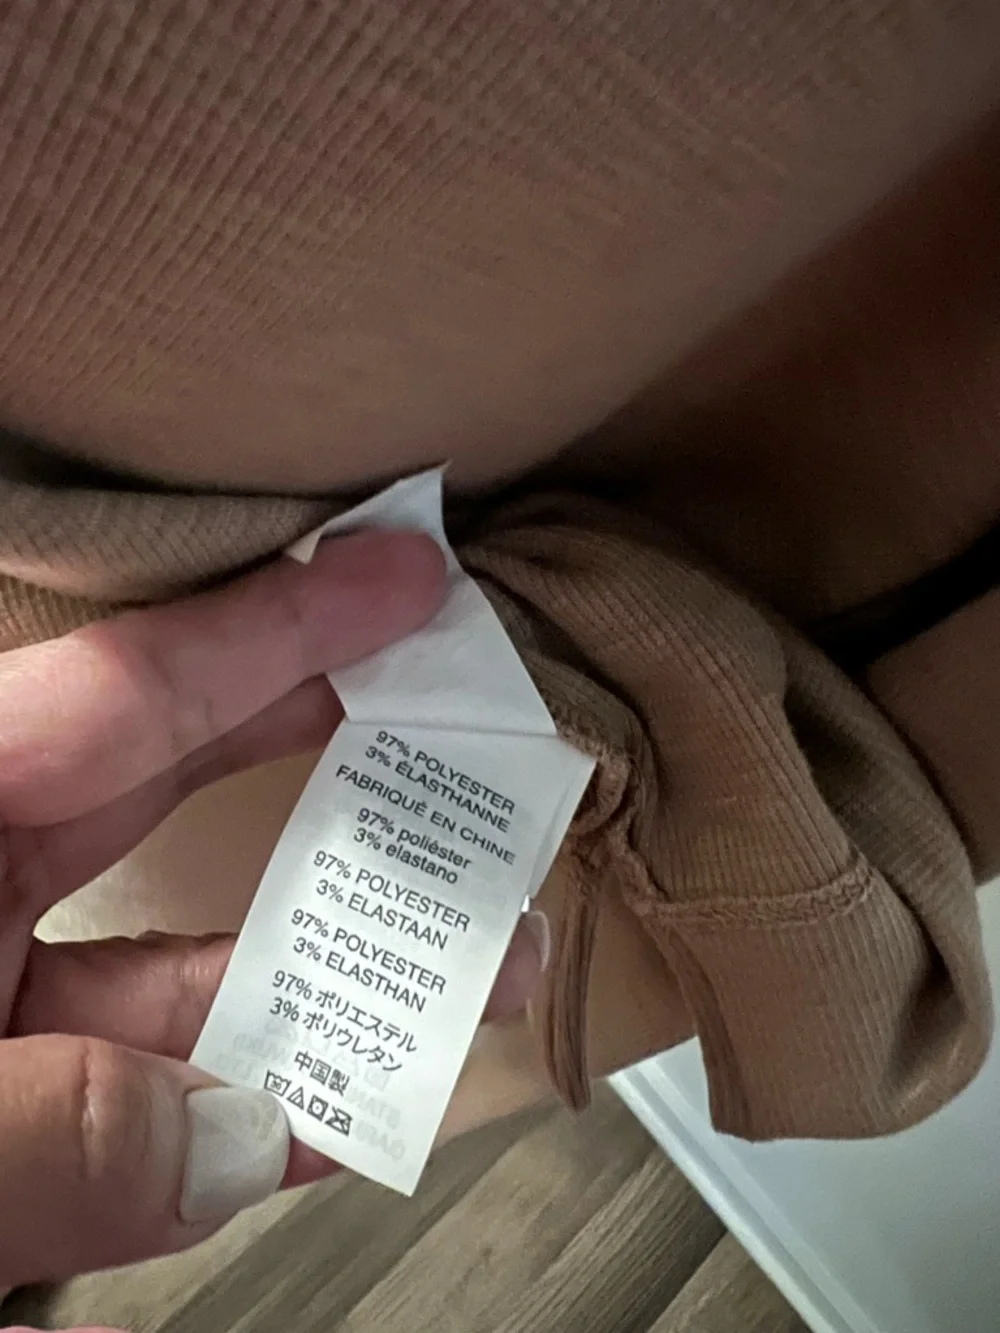 97% POLYESTER
3% ÉLASTHANNE
FABRIQUÉ EN CHINE
97% poliéster
3% elastano
97% POLYESTER
3% ELASTAAN
97% POLYESTER
3% ELASTHAN
97% ポリエステル
3% ポリウレタン
中国製